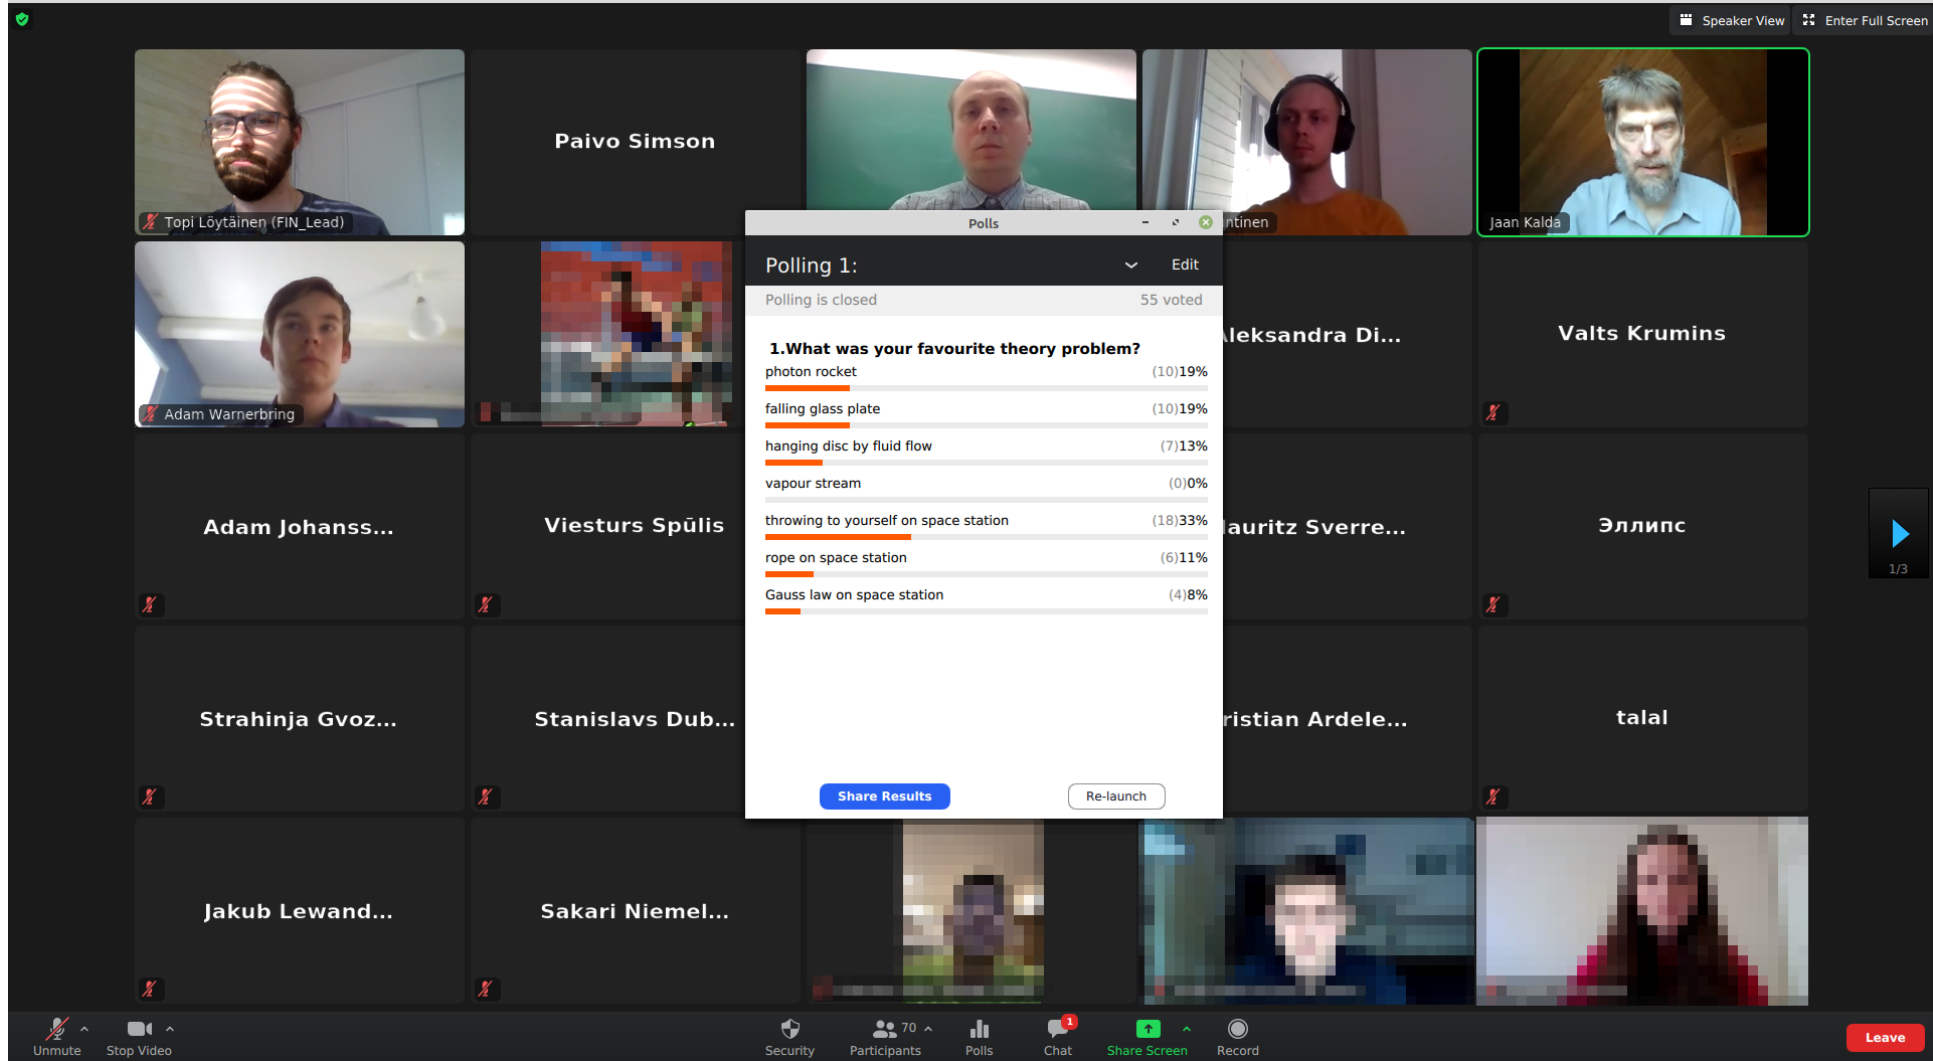 Speaker View
Enter Full Screen
Topi Löytäinen (FIN_Lead)
Paivo Simson
ntinen
Jaan Kalda
Adam Warnerbring
Aleksandra Di...
Valts Krumins
Polls
Polling 1:
Edit
Polling is closed
55 voted
1.What was your favourite theory problem?
photon rocket (10)19%
falling glass plate (10)19%
hanging disc by fluid flow (7)13%
vapour stream (0)0%
throwing to yourself on space station (18)33%
rope on space station (6)11%
Gauss law on space station (4)8%
Share Results
Re-launch
Adam Johanss...
Viesturs Spūlis
auritz Sverre...
Эллипс
1/3
Strahinja Gvoz...
Stanislavs Dub...
ristian Ardele...
talal
Jakub Lewand...
Sakari Niemel...
Unmute
Stop Video
Security
70
Participants
Polls
1
Chat
Share Screen
Record
Leave